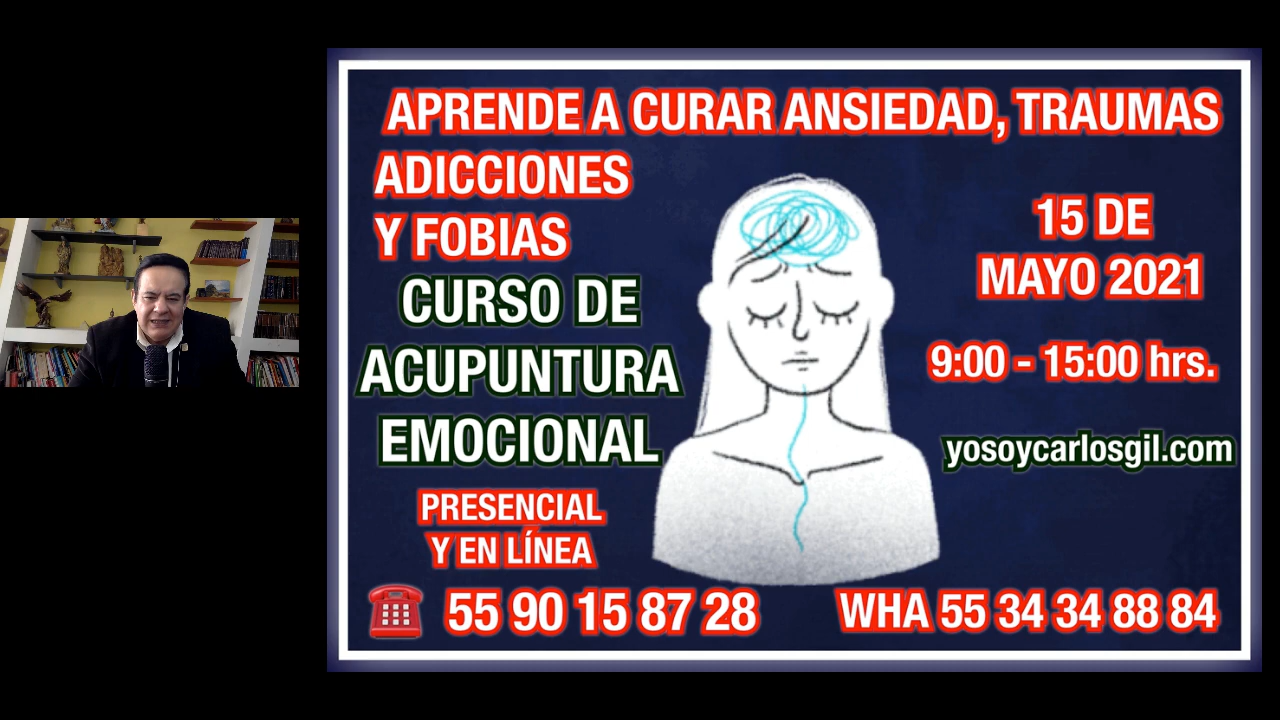 APRENDE A CURAR ANSIEDAD, TRAUMAS
ADICCIONES
Y FOBIAS
CURSO DE
ACUPUNTURA
EMOCIONAL
PRESENCIAL
Y EN LÍNEA
55 90 15 87 28
15 DE
MAYO 2021
9:00 - 15:00 hrs.
yosoycarlosgil.com
WHA 55 34 34 88 84